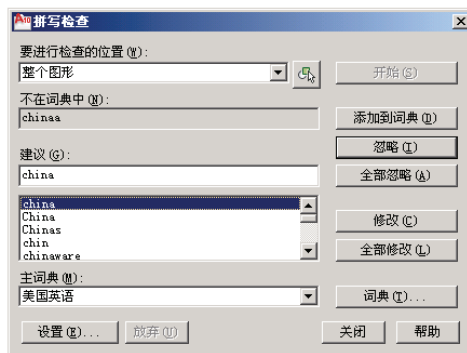 拼写检查
要进行检查的位置(W):
整个图形
开始(S)
不在词典中(N):
chinaa
添加到词典(D)
忽略(I)
建议(G):
china
全部忽略(A)
china
China
Chinas
chin
chinaware
修改(C)
全部修改(L)
主词典(M):
美国英语
词典(T)...
设置(E)...
放弃(U)
关闭
帮助